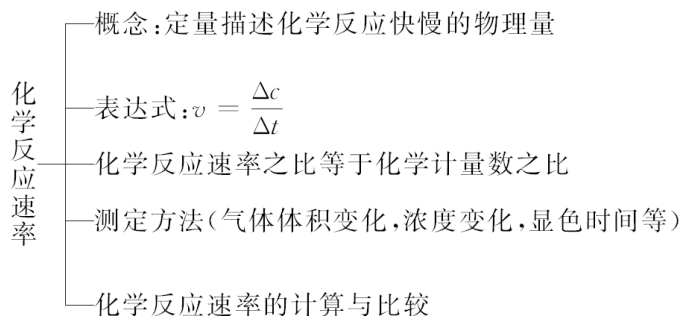 化学反应速率
概念:定量描述化学反应快慢的物理量
表达式:v = Δc/Δt
化学反应速率之比等于化学计量数之比
测定方法(气体体积变化,浓度变化,显色时间等)
化学反应速率的计算与比较